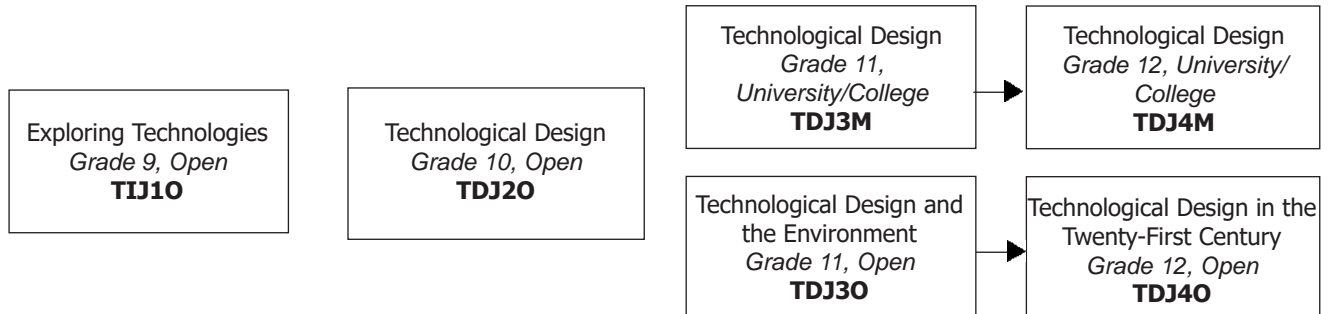 Exploring Technologies
Grade 9, Open
TIJ1O
Technological Design
Grade 10, Open
TDJ2O
Technological Design
Grade 11,
University/College
TDJ3M
Technological Design
Grade 12, University/
College
TDJ4M
Technological Design and
the Environment
Grade 11, Open
TDJ3O
Technological Design in the
Twenty-First Century
Grade 12, Open
TDJ4O